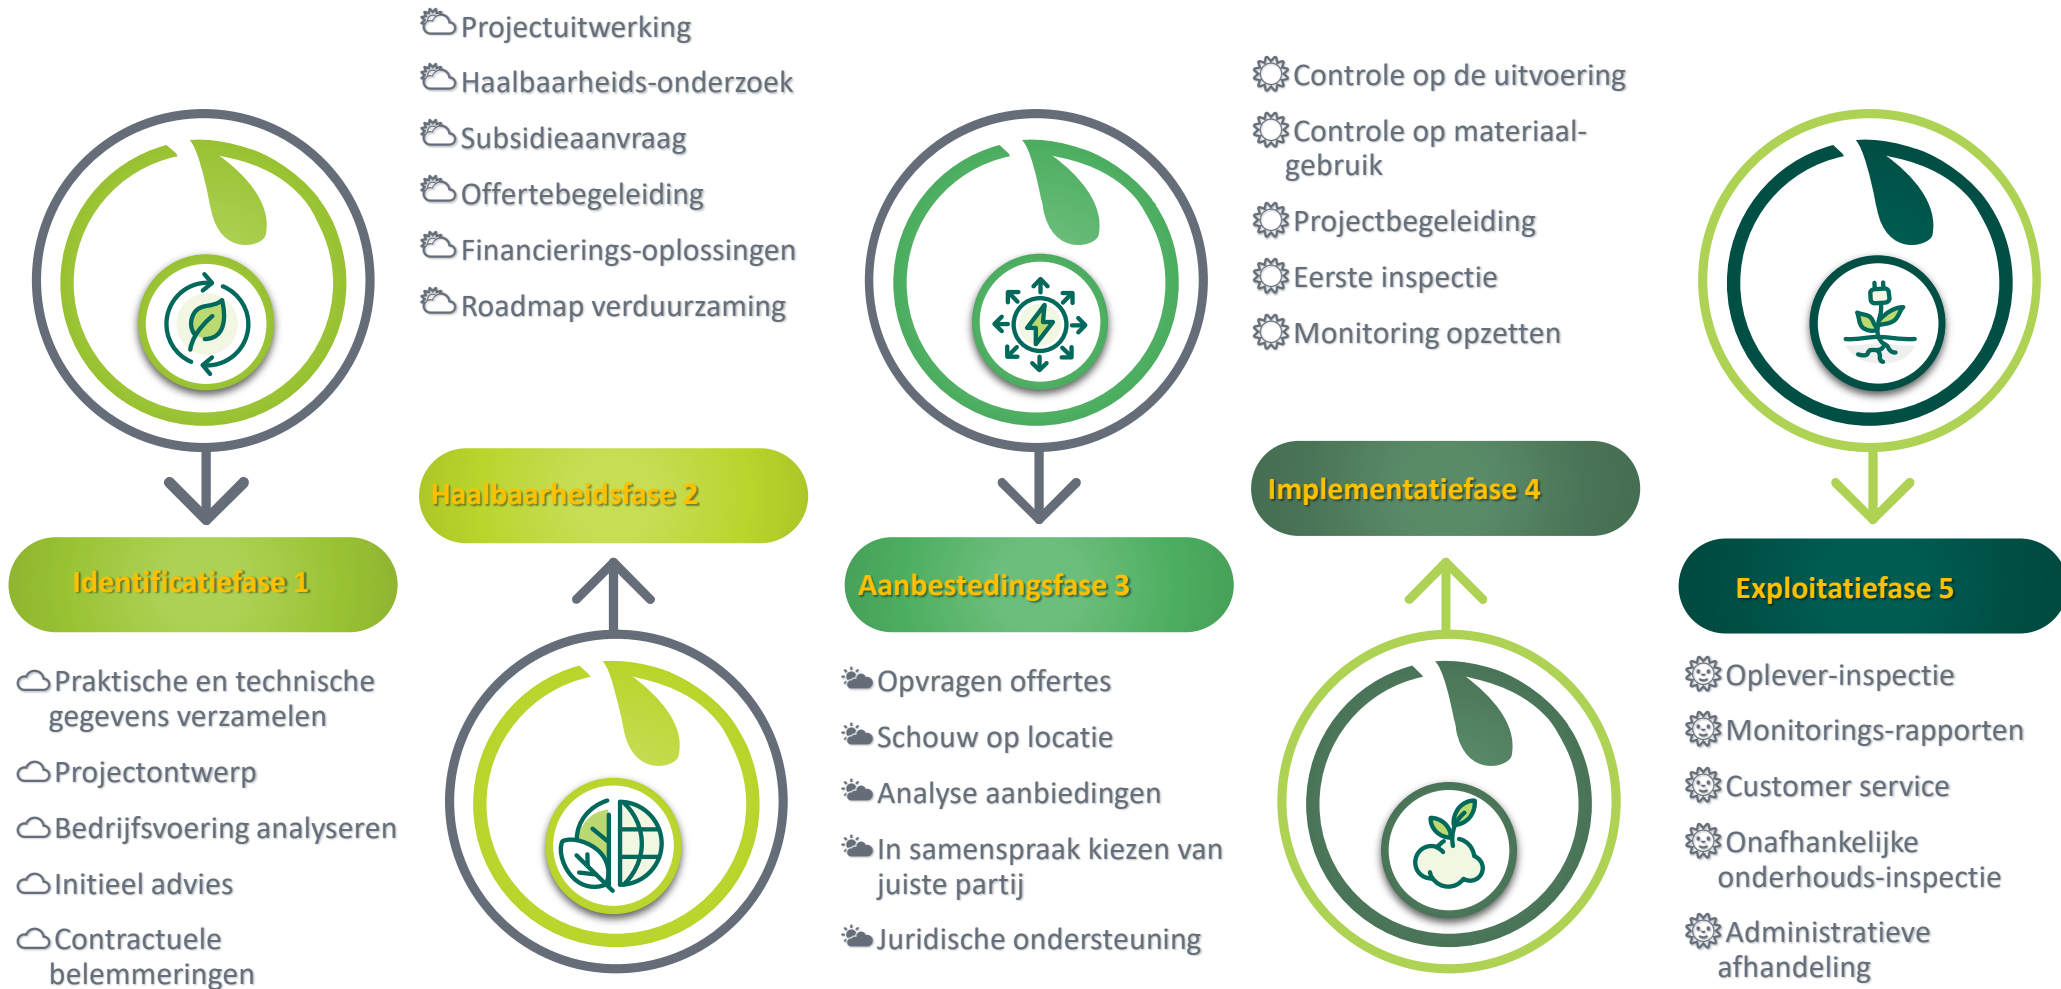 Identificatiefase 1
Praktische en technische
gegevens verzamelen
Projectontwerp
Bedrijfsvoering analyseren
Initieel advies
Contractuele
belemmeringen
Projectuitwerking
Haalbaarheids-onderzoek
Subsidieaanvraag
Offertebegeleiding
Financierings-oplossingen
Roadmap verduurzaming
Haalbaarheidsfase 2
Aanbestedingsfase 3
Opvragen offertes
Schouw op locatie
Analyse aanbiedingen
In samenspraak kiezen van
juiste partij
Juridische ondersteuning
Controle op de uitvoering
Controle op materiaal-
gebruik
Projectbegeleiding
Eerste inspectie
Monitoring opzetten
Implementatiefase 4
Exploitatiefase 5
Oplever-inspectie
Monitorings-rapporten
Customer service
Onafhankelijke
onderhouds-inspectie
Administratieve
afhandeling